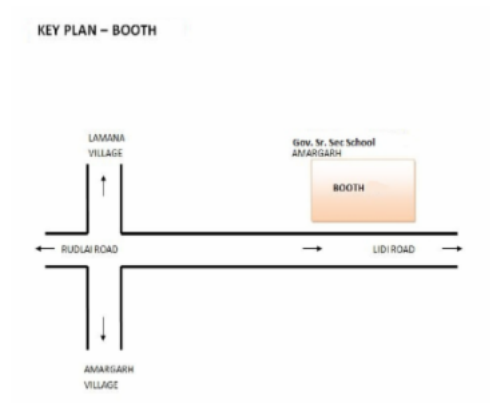 KEY PLAN – BOOTH
LAMANA
VILLAGE
Gov. Sr. Sec School
AMARGARH
BOOTH
RUDLAI ROAD
LIDI ROAD
AMARGARH
VILLAGE